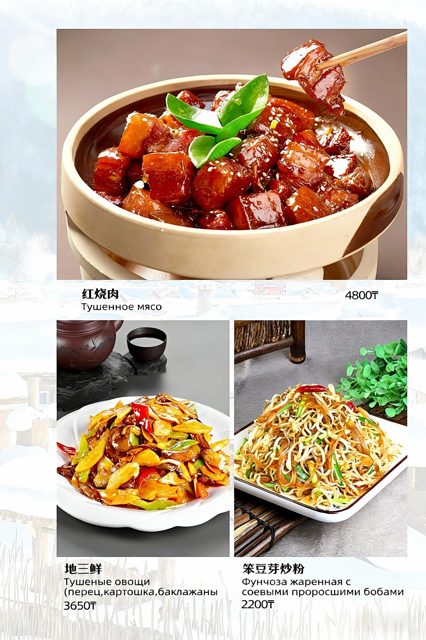 红烧肉
Тушенное мясо
4800₸
地三鲜
Тушеные овощи
(перец,картошка,баклажаны
3650₸
笨豆芽炒粉
Фунчоза жаренная с
соевыми проросшими бобами
2200₸